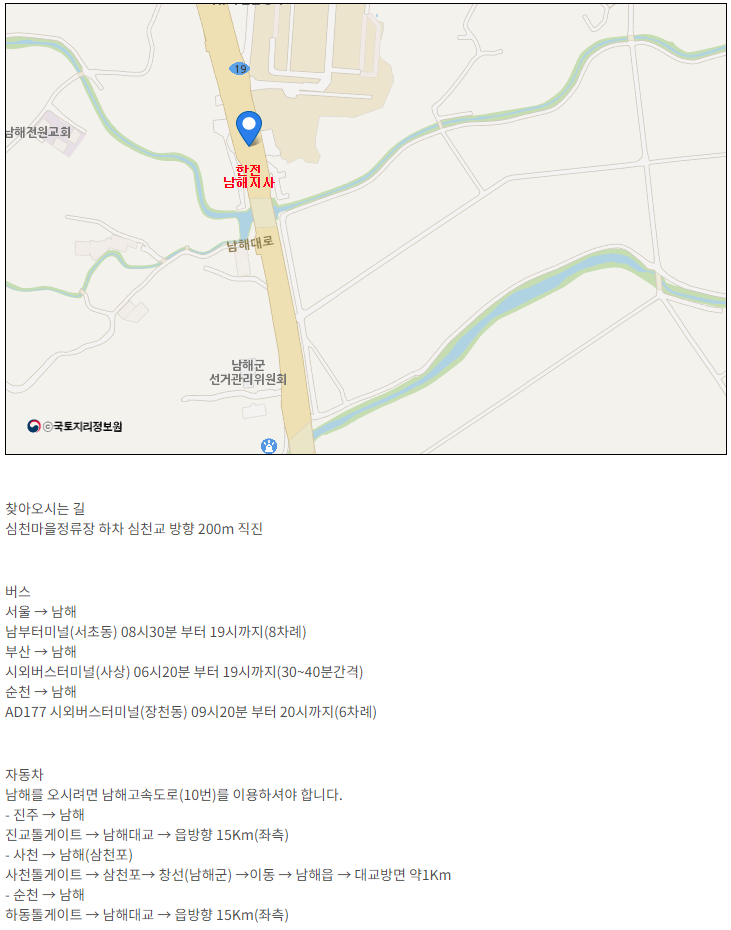 19
남해전원교회
한전
남해지사
남해대로
남해군
선거관리위원회
©국토지리정보원
찾아오시는 길
심천마을정류장 하차 심천교 방향 200m 직진
버스
서울 → 남해
남부터미널(서초동) 08시30분 부터 19시까지(8차례)
부산 → 남해
시외버스터미널(사상) 06시20분 부터 19시까지(30~40분간격)
순천 → 남해
AD177 시외버스터미널(장천동) 09시20분 부터 20시까지(6차례)
자동차
남해를 오시려면 남해고속도로(10번)를 이용하셔야 합니다.
- 진주 → 남해
진교톨게이트 → 남해대교 → 읍방향 15Km(좌측)
- 사천 → 남해(삼천포)
사천톨게이트 → 삼천포→ 창선(남해군) →이동 → 남해읍 → 대교방면 약1Km
- 순천 → 남해
하동톨게이트 → 남해대교 → 읍방향 15Km(좌측)